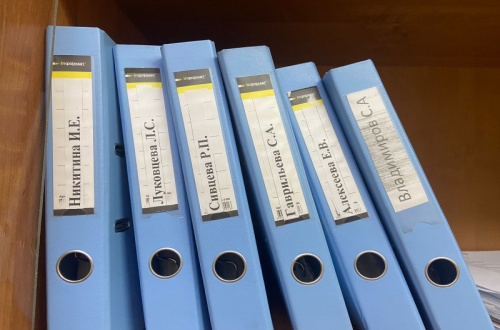 Никитина И.Е.
Луковцева Л.С.
Сивцева Р.П.
Гаврильева С.А.
Алексеева Е.В.
Владимиров С.А